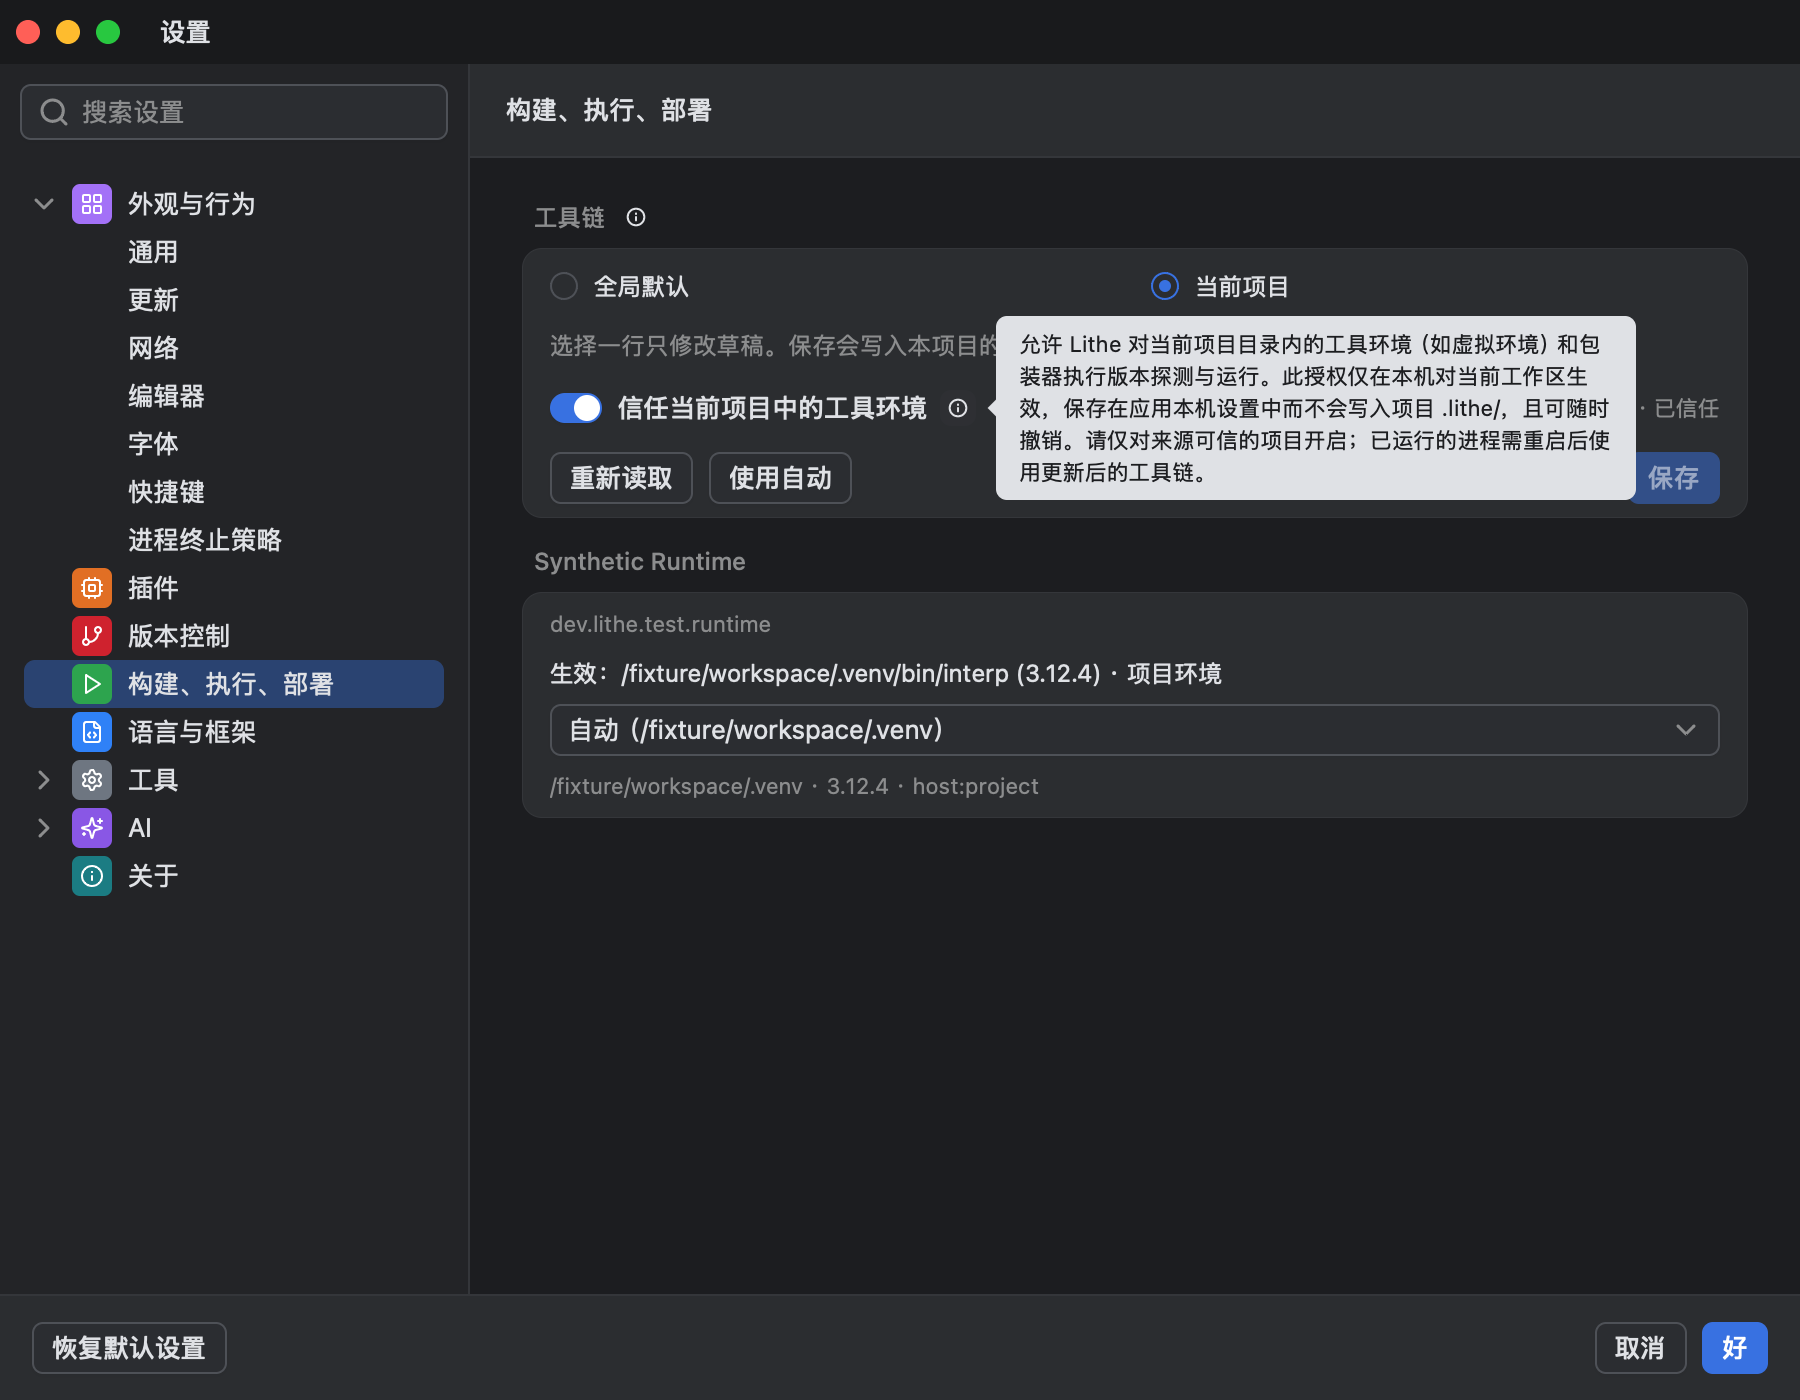 设置
搜索设置
外观与行为
通用
更新
网络
编辑器
字体
快捷键
进程终止策略
插件
版本控制
构建、执行、部署
语言与框架
工具
AI
关于
构建、执行、部署
工具链
全局默认
当前项目
选择一行只修改草稿。保存会写入本项目的
允许 Lithe 对当前项目目录内的工具环境（如虚拟环境）和包
装器执行版本探测与运行。此授权仅在本机对当前工作区生
效，保存在应用本机设置中而不会写入项目 .lithe/，且可随时
撤销。请仅对来源可信的项目开启；已运行的进程需重启后使
用更新后的工具链。
信任当前项目中的工具环境
· 已信任
重新读取
使用自动
保存
Synthetic Runtime
dev.lithe.test.runtime
生效：/fixture/workspace/.venv/bin/interp (3.12.4) · 项目环境
自动（/fixture/workspace/.venv）
/fixture/workspace/.venv · 3.12.4 · host:project
恢复默认设置
取消
好